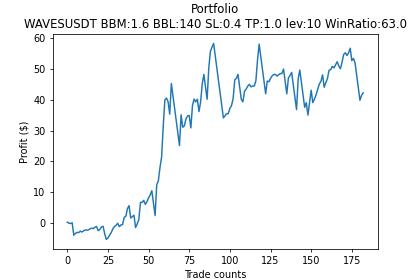 Portfolio
WAVESUSDT BBM:1.6 BBL:140 SL:0.4 TP:1.0 lev:10 WinRatio:63.0
60
50
40
30
20
10
0
Profit ($)
0 25 50 75 100 125 150 175
Trade counts